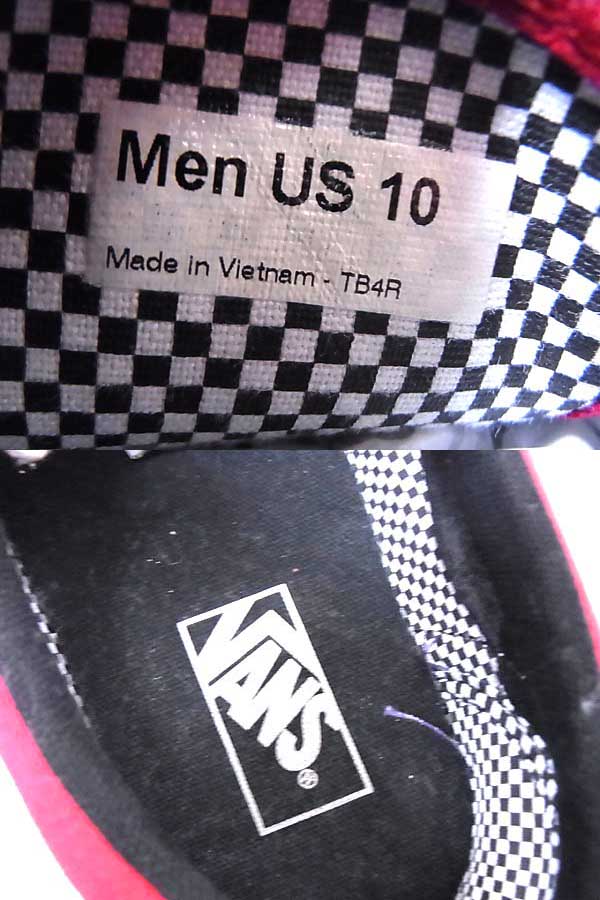 Men US 10
Made in Vietnam - TB4R
VANS
®